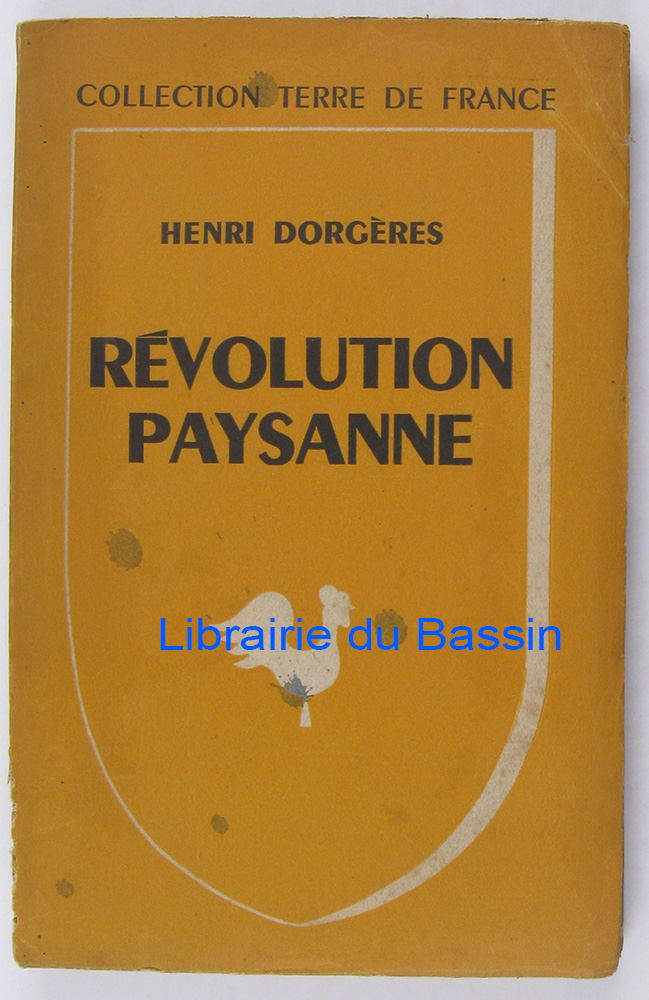 COLLECTION TERRE DE FRANCE
HENRI DORGÈRES
RÉVOLUTION
PAYSANNE
Librairie du Bassin